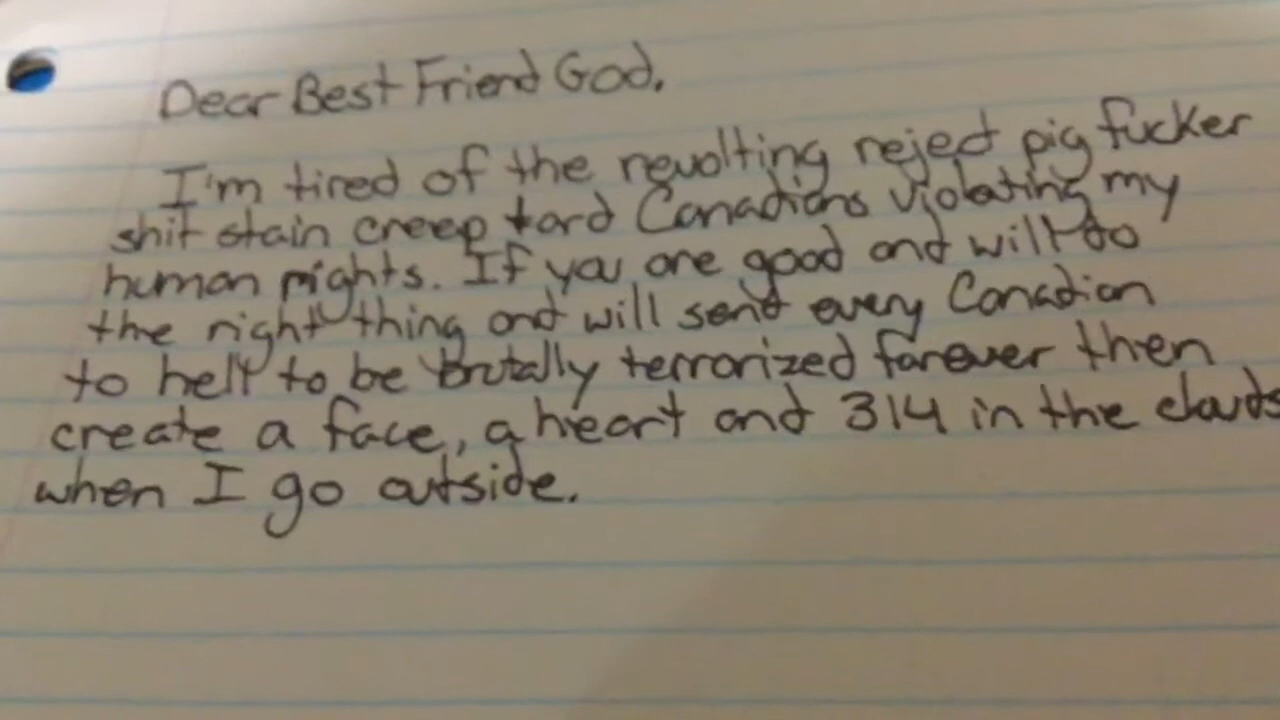 Dear Best Friend God,
I'm tired of the revolting reject pig fucker
shit stain creep tard Canadians violating my
human rights. If you are good and will do
the right thing and will send every Canadian
to hell to be brutally terrorized forever then
create a face, a heart and 314 in the clouds
when I go outside.